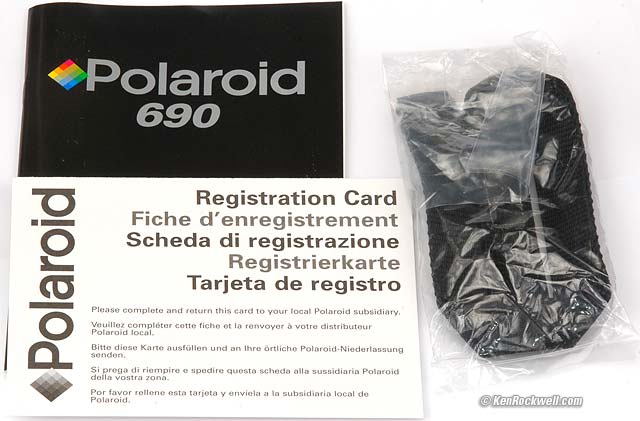 Polaroid
690
Polaroid
Registration Card
Fiche d'enregistrement
Scheda di registrazione
Registrierkarte
Tarjeta de registro
Please complete and return this card to your local Polaroid subsidiary.
Veuillez compléter cette fiche et la renvoyer à votre distributeur
Polaroid local.
Bitte diese Karte ausfüllen und an Ihre örtliche Polaroid-Niederlassung
senden.
Si prega di riempire e spedire questa scheda alla sussidiaria Polaroid
della vostra zona.
Por favor rellene esta tarjeta y enviela a la subsidiaria local de
Polaroid.
© KenRockwell.com